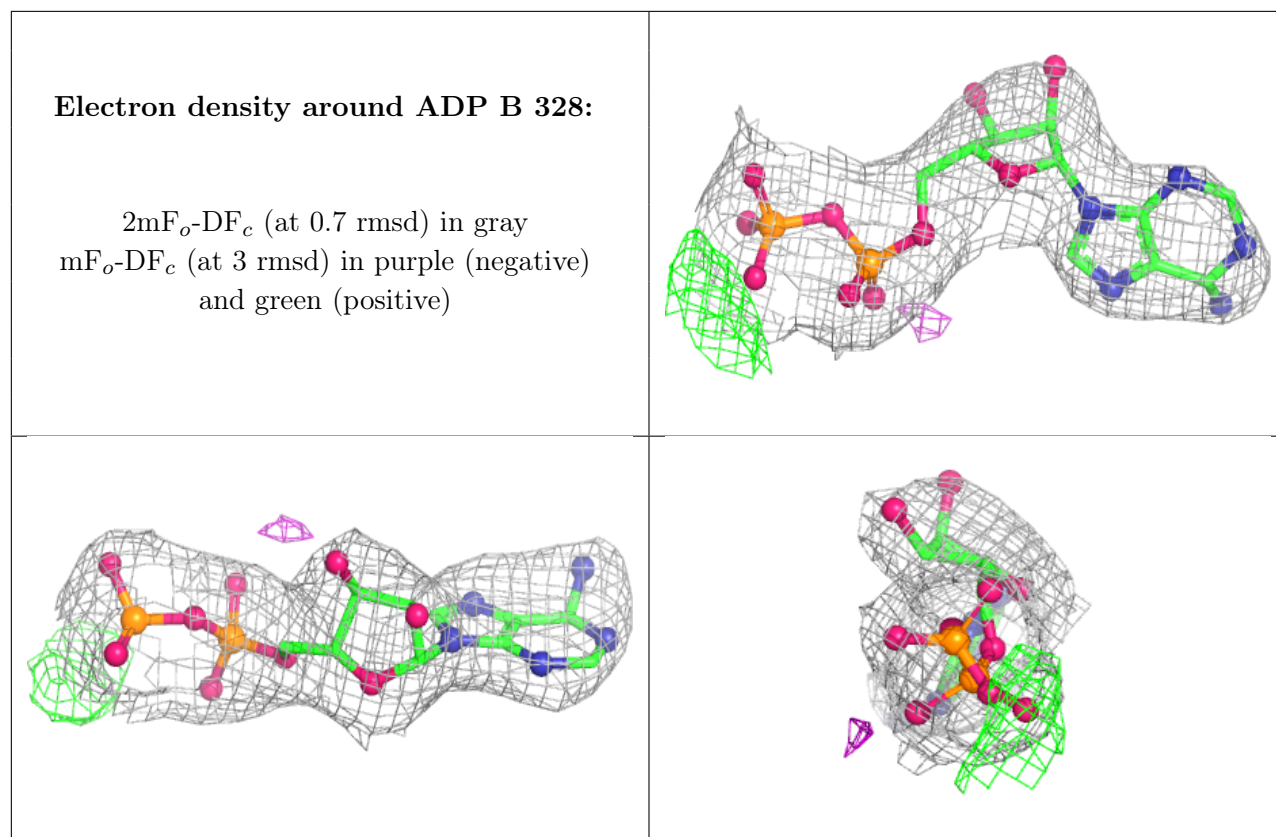 Electron density around ADP B 328:
2mFₒ-DF𝒸 (at 0.7 rmsd) in gray
mFₒ-DF𝒸 (at 3 rmsd) in purple (negative)
and green (positive)